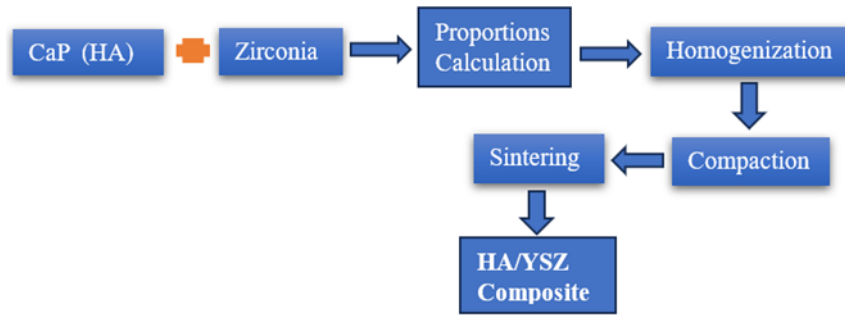 CaP (HA)
Zirconia
Proportions
Calculation
Homogenization
Compaction
Sintering
HA/YSZ
Composite